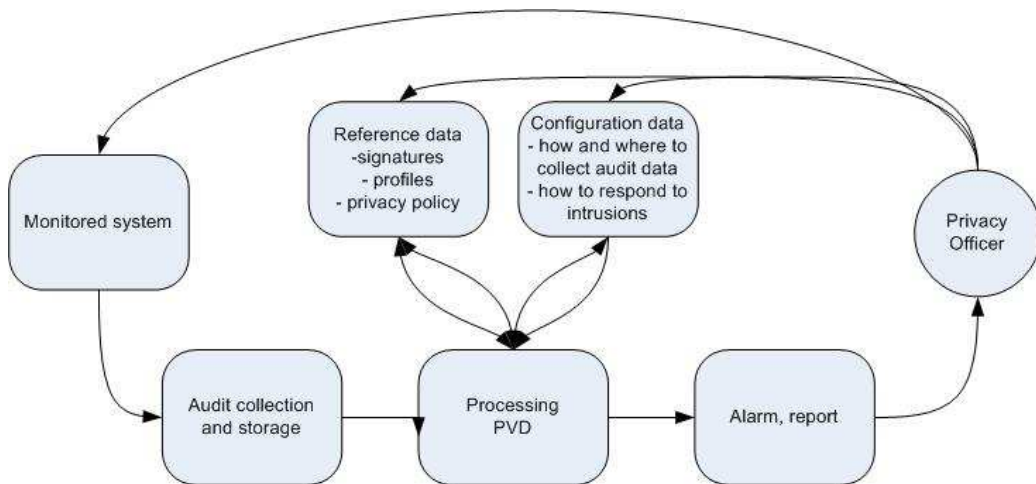 Reference data
-signatures
- profiles
- privacy policy
Configuration data
- how and where to
collect audit data
- how to respond to
intrusions
Monitored system
Privacy
Officer
Audit collection
and storage
Processing
PVD
Alarm, report